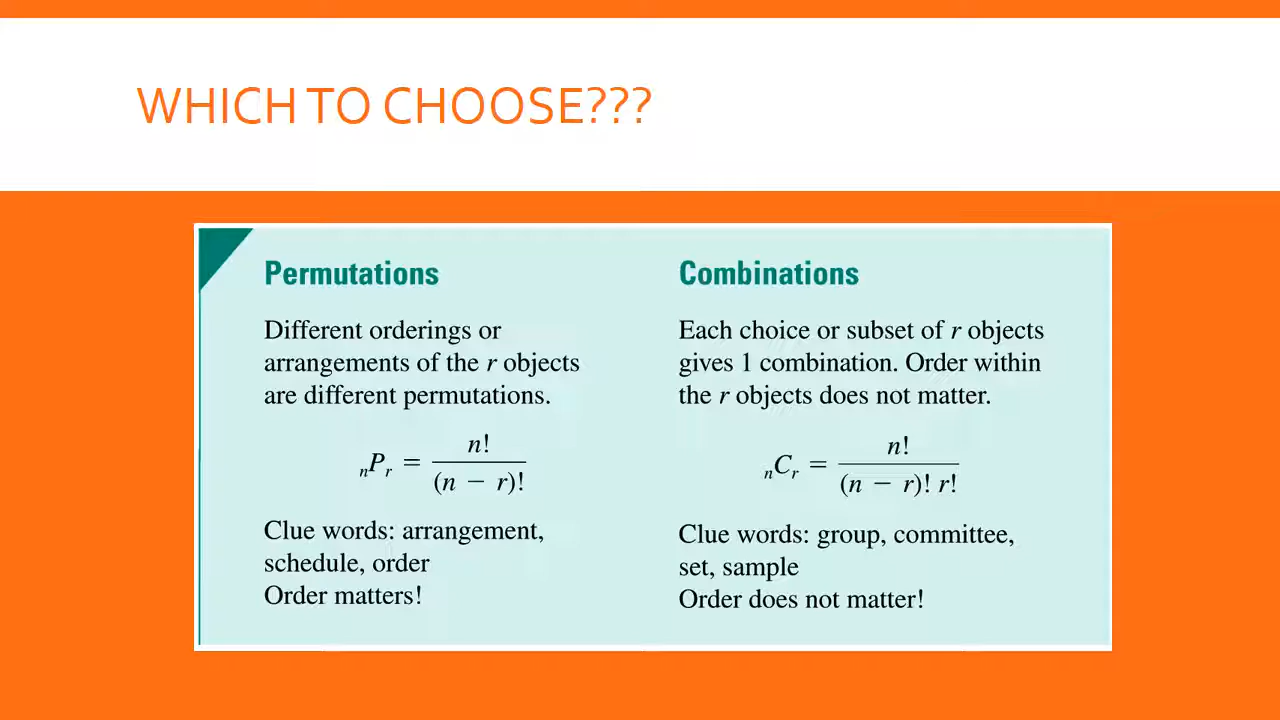 WHICH TO CHOOSE???
Permutations
Different orderings or
arrangements of the r objects
are different permutations.
nPr = n! / (n − r)!
Clue words: arrangement,
schedule, order
Order matters!
Combinations
Each choice or subset of r objects
gives 1 combination. Order within
the r objects does not matter.
nCr = n! / (n − r)! r!
Clue words: group, committee,
set, sample
Order does not matter!